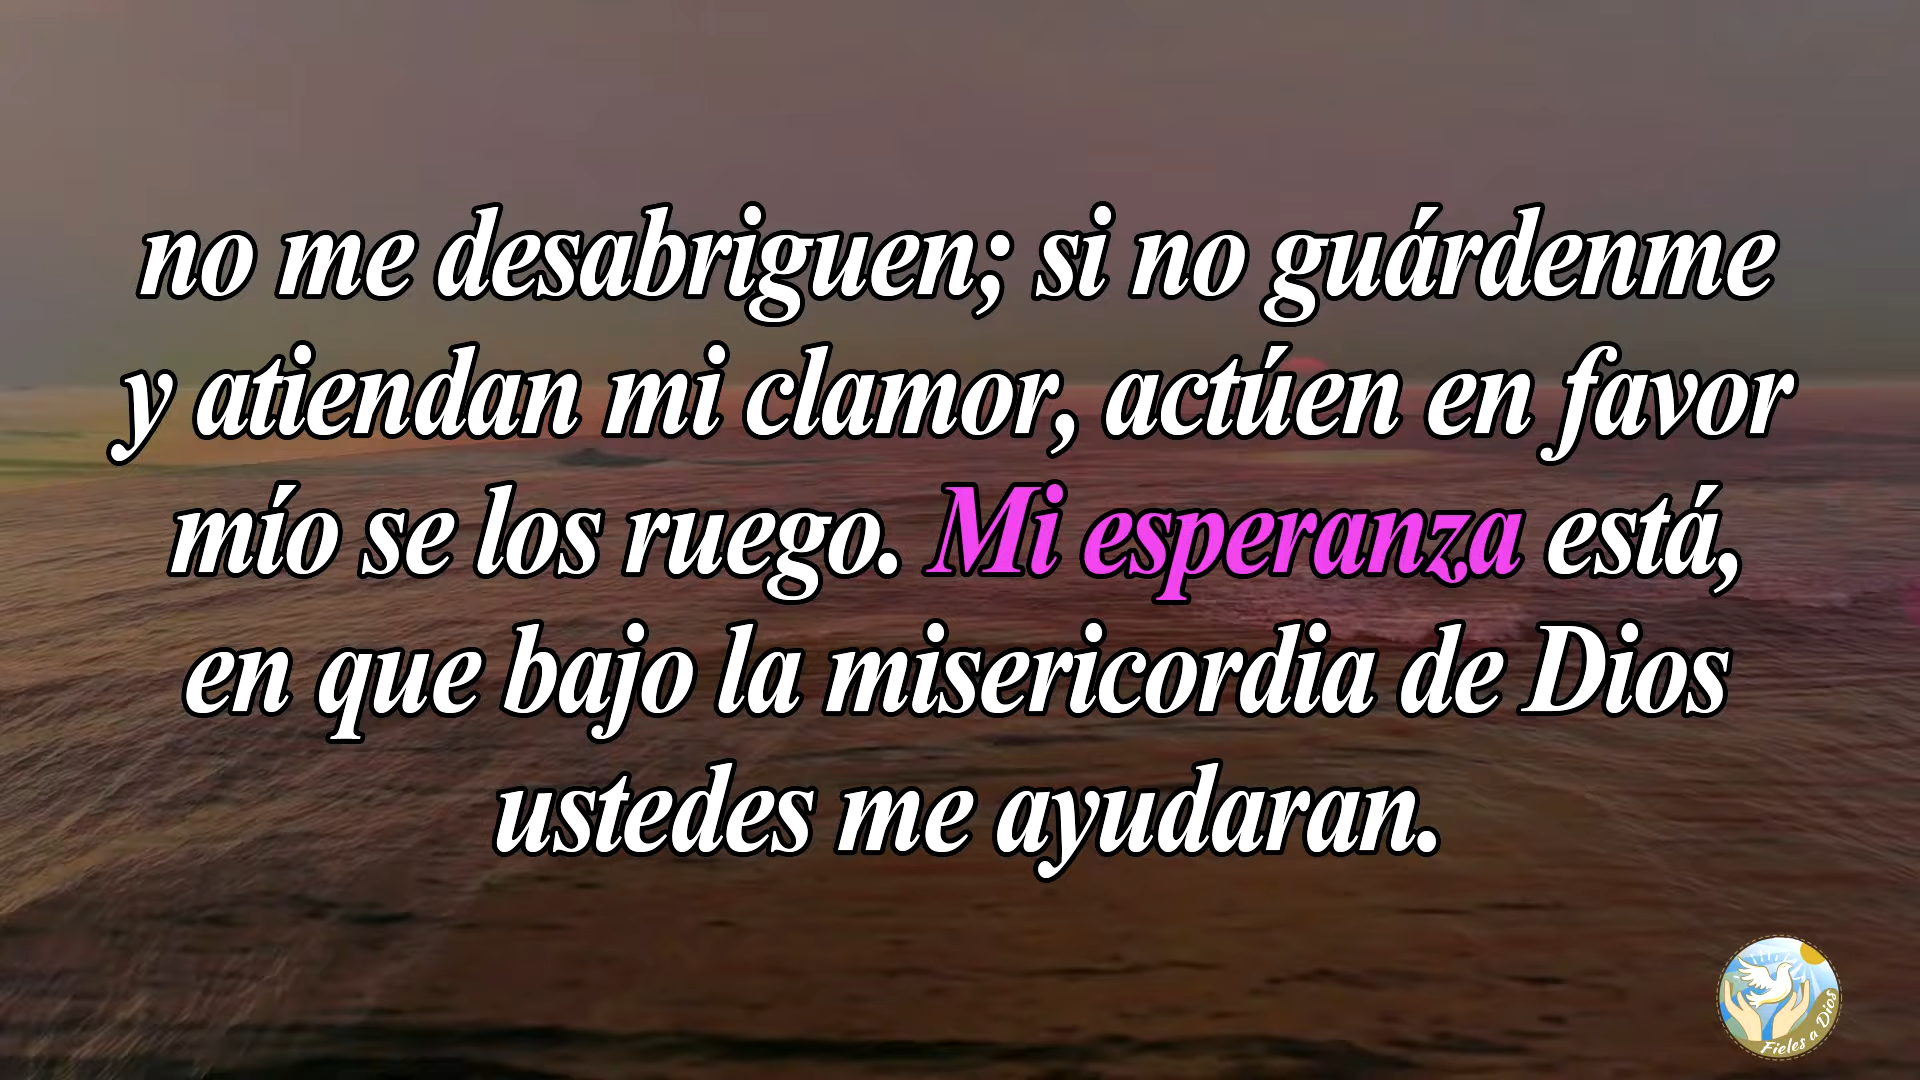 no me desabriguen; si no guárdenme
y atiendan mi clamor, actúen en favor
mío se los ruego. Mi esperanza está,
en que bajo la misericordia de Dios
ustedes me ayudaran.
Fieles a Dios